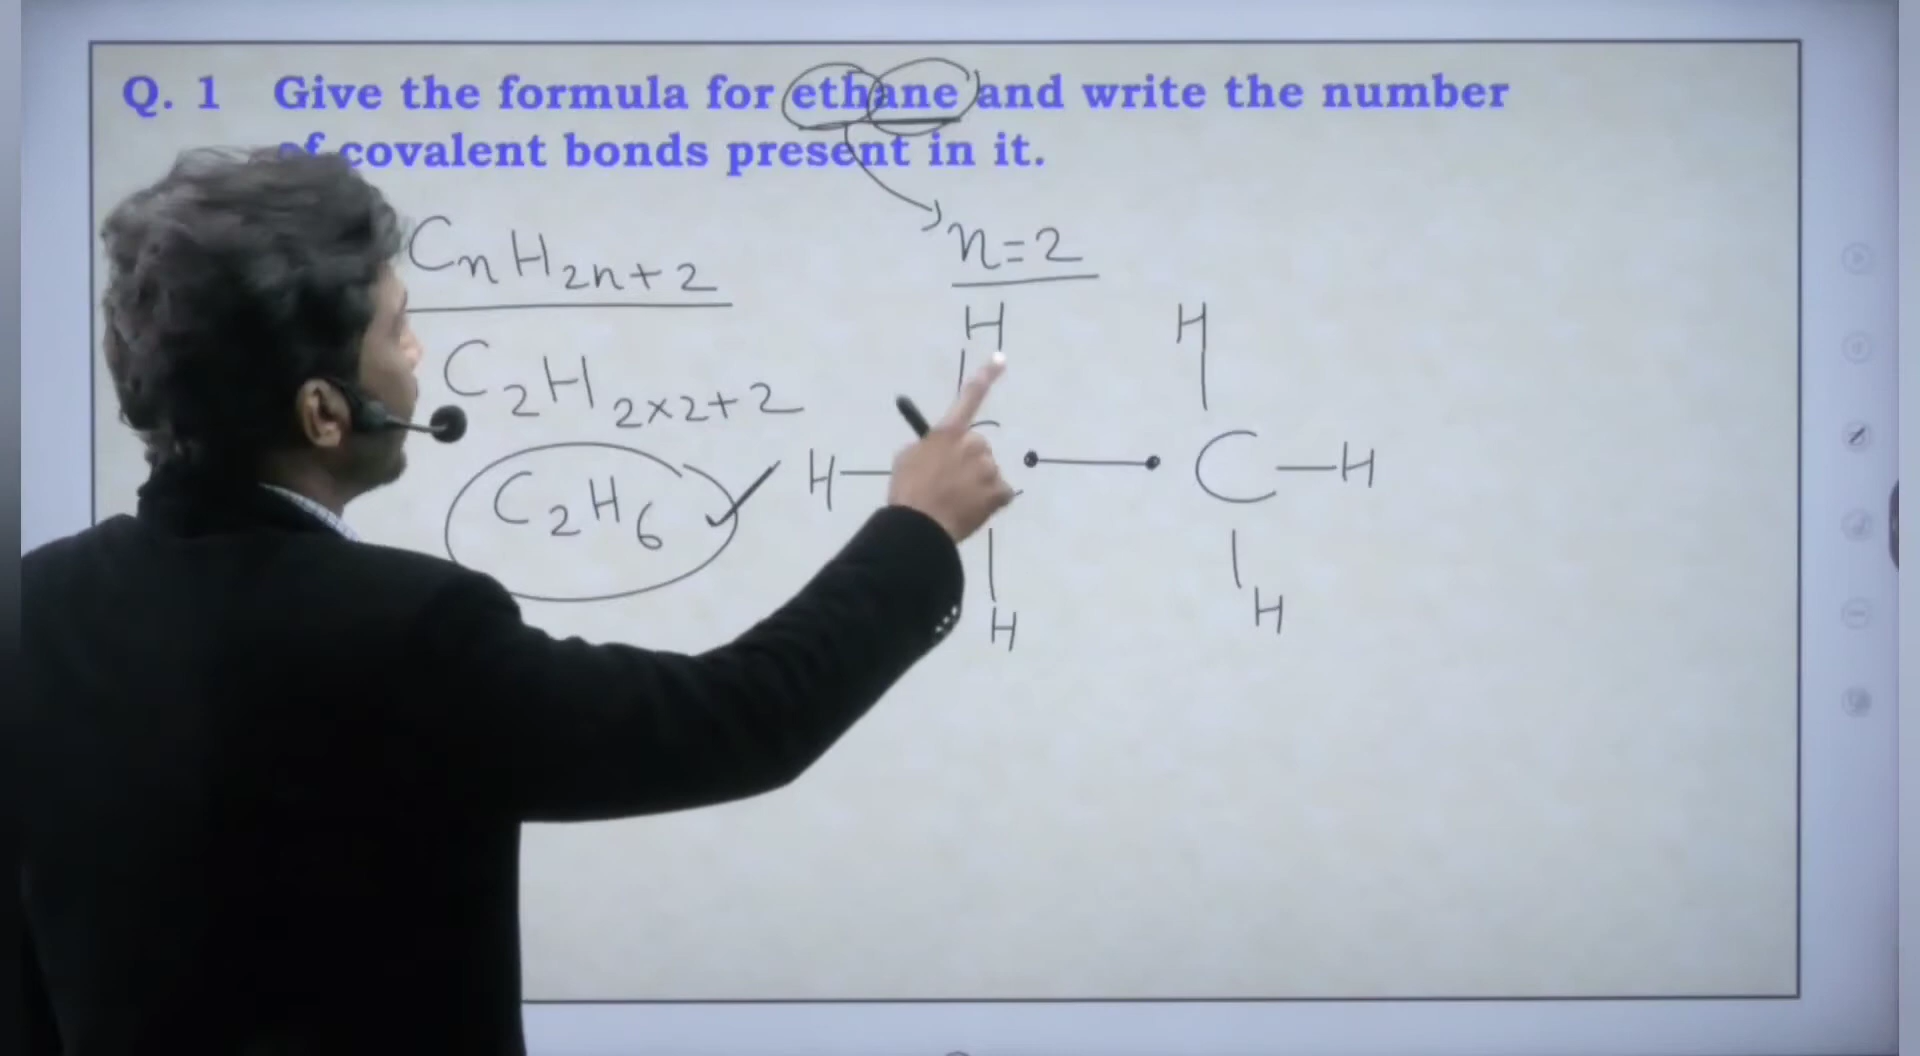 Q. 1 Give the formula for ethane and write the number
of covalent bonds present in it.
CnH2n+2
n=2
C2H2×2+2
C2H6 ✓
H H
H— C —H
H H